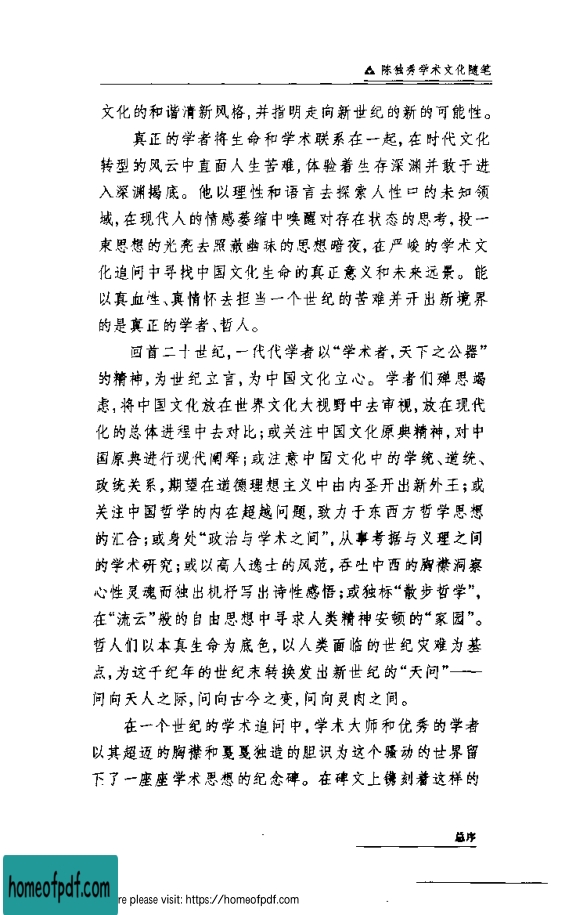 陈独秀学术文化随笔
文化的和谐清新风格,并指明走向新世纪的新的可能性。
真正的学者将生命和学术联系在一起,在时代文化
转型的风云中直面人生苦难,体验着生存深渊并敢于进
入深渊揭底。他以理性和语言去探索人性中的未知领
域,在现代人的情感萎缩中唤醒对存在状态的思考,投一
束思想的光亮去照澈幽昧的思想暗夜,在严峻的学术文
化追问中寻找中国文化生命的真正意义和未来远景。能
以真血性、真情怀去担当一个世纪的苦难并开出新境界
的是真正的学者、哲人。
回首二十世纪,一代代学者以“学术者,天下之公器”
的精神,为世纪立言,为中国文化立心。学者们殚思竭
虑,将中国文化放在世界文化大视野中去审视,放在现代
化的总体进程中去对比;或关注中国文化原典精神,对中
国原典进行现代阐释;或注意中国文化中的学统、道统、
政统关系,期望在道德理想主义中由内圣开出新外王;或
关注中国哲学的内在超越问题,致力于东西方哲学思想
的汇合;或身处“政治与学术之间”,从事考据与义理之间
的学术研究;或以高人逸士的风范,吞吐中西的胸襟洞察
心性灵魂而独出机杼写出诗性感悟;或独标“散步哲学”,
在“流云”般的自由思想中寻求人类精神安顿的“家园”。
哲人们以本真生命为底色,以人类面临的世纪灾难为基
点,为这千纪年的世纪末转换发出新世纪的“天问”——
问向天人之际,问向古今之变,问向灵肉之间。
在一个世纪的学术追问中,学术大师和优秀的学者
以其超迈的胸襟和戛戛独造的胆识为这个骚动的世界留
下了一座座学术思想的纪念碑。在碑文上镌刻着这样的
总序
homeofpdf.com
re please visit: https://homeofpdf.com